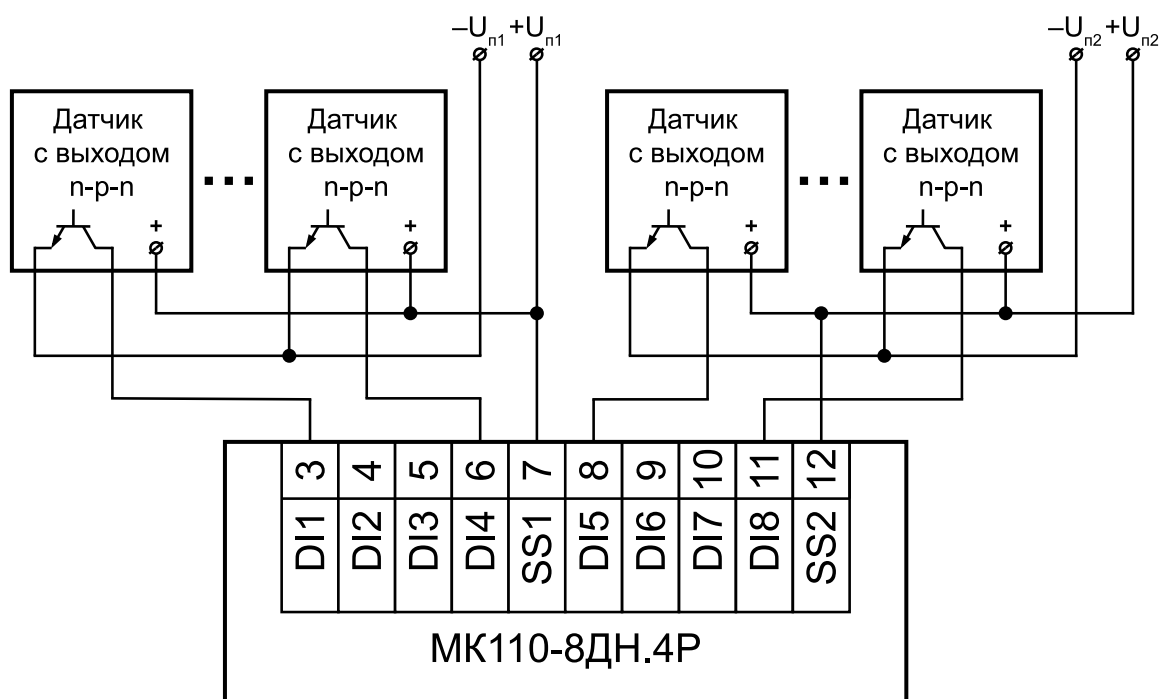 –Uп1 +Uп1
–Uп2 +Uп2
Датчик
с выходом
n-p-n
+
...
Датчик
с выходом
n-p-n
+
Датчик
с выходом
n-p-n
+
...
Датчик
с выходом
n-p-n
+
3 4 5 6 7 8 9 10 11 12
DI1 DI2 DI3 DI4 SS1 DI5 DI6 DI7 DI8 SS2
МК110-8ДН.4Р